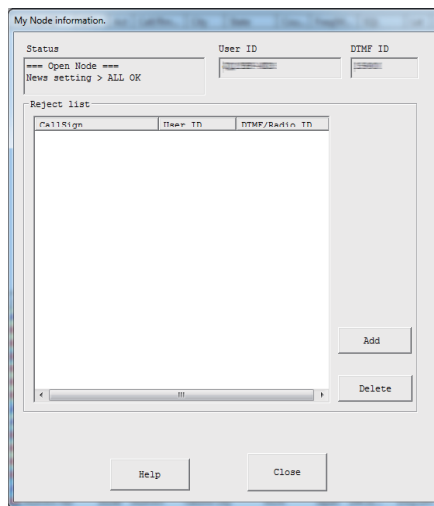 My Node information.
Status
User ID
DTMF ID
=== Open Node ===
News setting > ALL OK
Reject list
CallSign User ID DTMF/Radio ID
Add
Delete
Help
Close